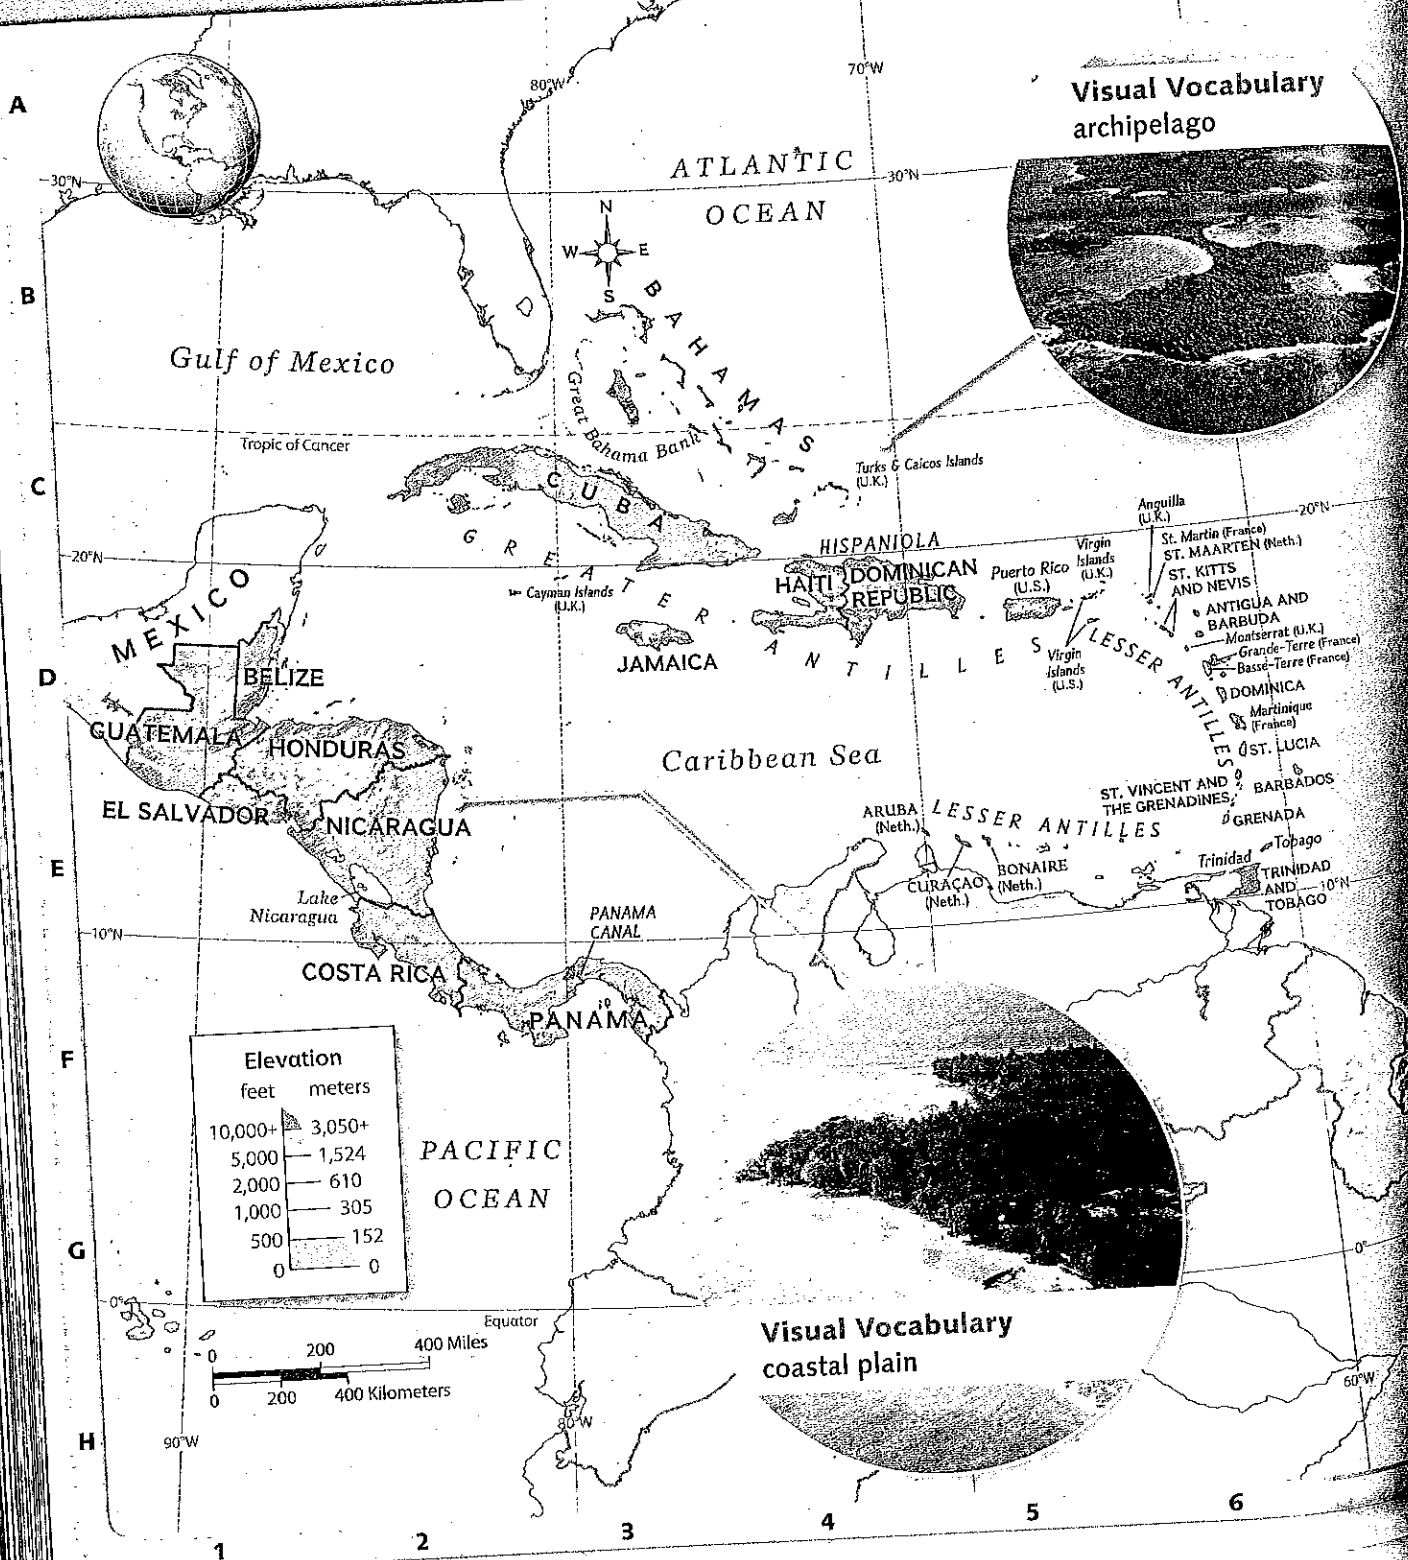 A
80°W
70°W
Visual Vocabulary
archipelago
ATLANTIC
OCEAN
30°N
30°N
N
W
E
S
B
BAHAMAS
Gulf of Mexico
Great Bahama Bank
Tropic of Cancer
C
CUBA
Turks & Caicos Islands
(U.K.)
Anguilla
(U.K.)
20°N
St. Martin (France)
ST. MAARTEN (Neth.)
ST. KITTS
AND NEVIS
20°N
GREATER ANTILLES
HISPANIOLA
HAITI
DOMINICAN
REPUBLIC
Puerto Rico
(U.S.)
Virgin
Islands
(U.K.)
Cayman Islands
(U.K.)
ANTIGUA AND
BARBUDA
Montserrat (U.K.)
Grande-Terre (France)
Basse-Terre (France)
MEXICO
D
BELIZE
JAMAICA
Virgin
Islands
(U.S.)
LESSER ANTILLES
DOMINICA
Martinique
(France)
ST. LUCIA
GUATEMALA
HONDURAS
Caribbean Sea
ST. VINCENT AND
THE GRENADINES
BARBADOS
GRENADA
EL SALVADOR
NICARAGUA
ARUBA
(Neth.)
LESSER ANTILLES
E
Tobago
Trinidad
TRINIDAD
AND
TOBAGO
10°N
CURAÇAO
(Neth.)
BONAIRE
(Neth.)
Lake
Nicaragua
10°N
PANAMA
CANAL
COSTA RICA
PANAMA
F
Elevation
feet meters
10,000+ 3,050+
5,000 1,524
2,000 610
1,000 305
500 152
0 0
PACIFIC
OCEAN
G
0°
0°
Equator
Visual Vocabulary
coastal plain
0 200 400 Miles
0 200 400 Kilometers
60°W
80°W
H
90°W
1 2 3 4 5 6